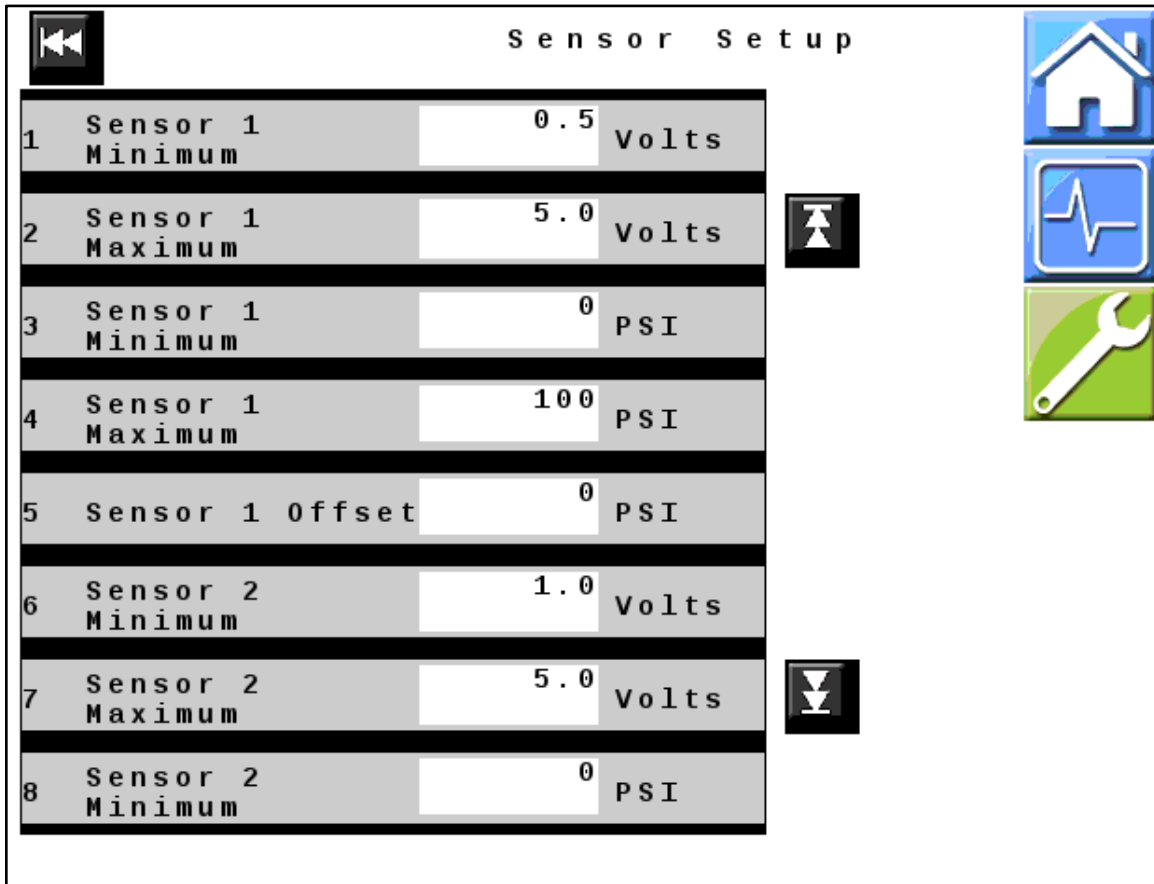 Sensor Setup
1 Sensor 1 Minimum 0.5 Volts
2 Sensor 1 Maximum 5.0 Volts
3 Sensor 1 Minimum 0 PSI
4 Sensor 1 Maximum 100 PSI
5 Sensor 1 Offset 0 PSI
6 Sensor 2 Minimum 1.0 Volts
7 Sensor 2 Maximum 5.0 Volts
8 Sensor 2 Minimum 0 PSI